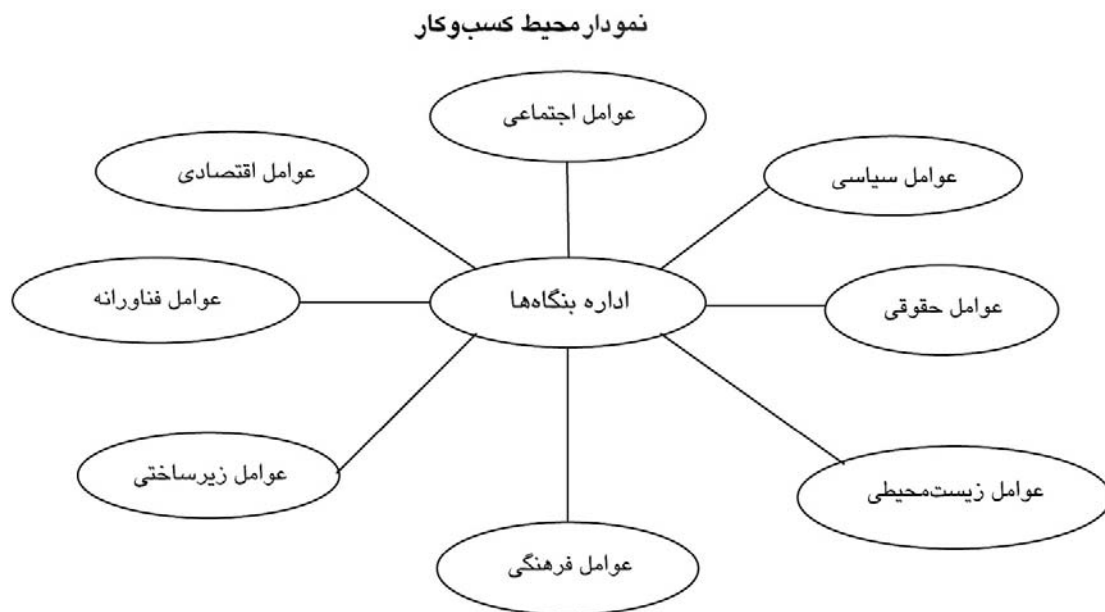 نمودار محیط کسب‌وکار
عوامل اجتماعی
عوامل سیاسی
عوامل اقتصادی
عوامل حقوقی
اداره بنگاه‌ها
عوامل فناورانه
عوامل زیست‌محیطی
عوامل زیرساختی
عوامل فرهنگی